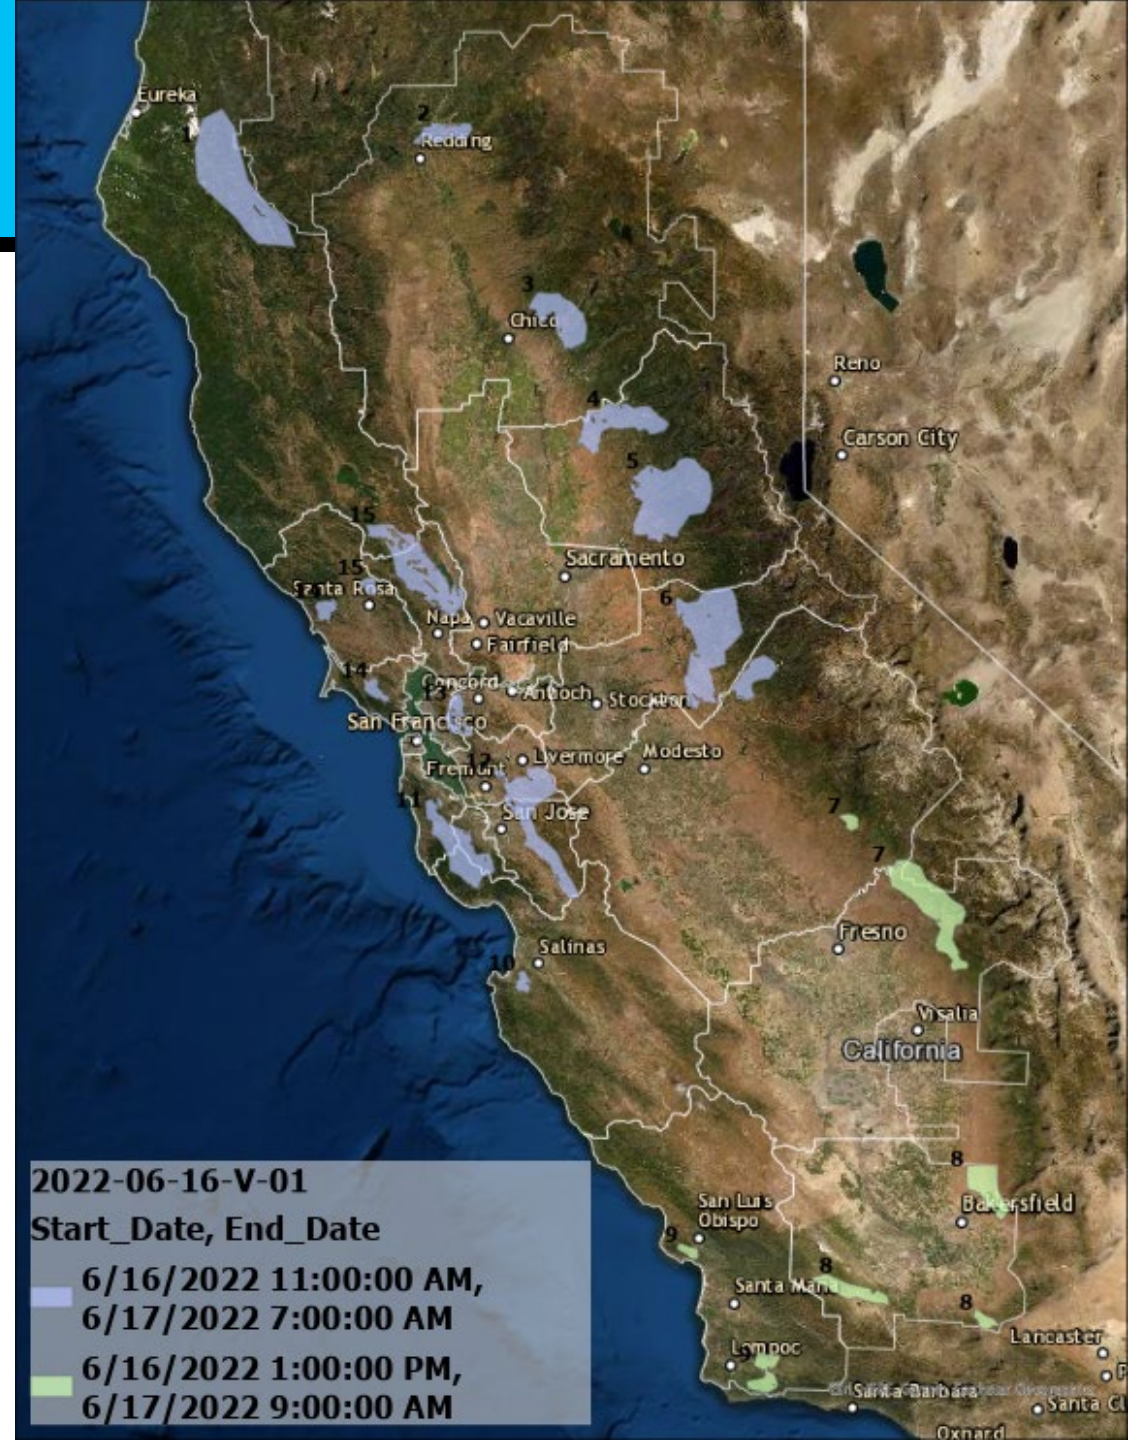 Eureka
1
2
Redding
3
Chico
Reno
4
Carson City
5
15
Sacramento
15
Santa Rosa
6
Napa
Vacaville
Fairfield
14
Concord
13
Antioch
Stockton
San Francisco
Livermore
Modesto
12
Fremont
11
San Jose
7
7
Fresno
Salinas
10
Visalia
California
8
San Luis
Obispo
Bakersfield
9
8
Santa Maria
8
Lancaster
Lompoc
Santa Barbara
Santa Cl
Oxnard
P
2022-06-16-V-01
Start_Date, End_Date
6/16/2022 11:00:00 AM,
6/17/2022 7:00:00 AM
6/16/2022 1:00:00 PM,
6/17/2022 9:00:00 AM